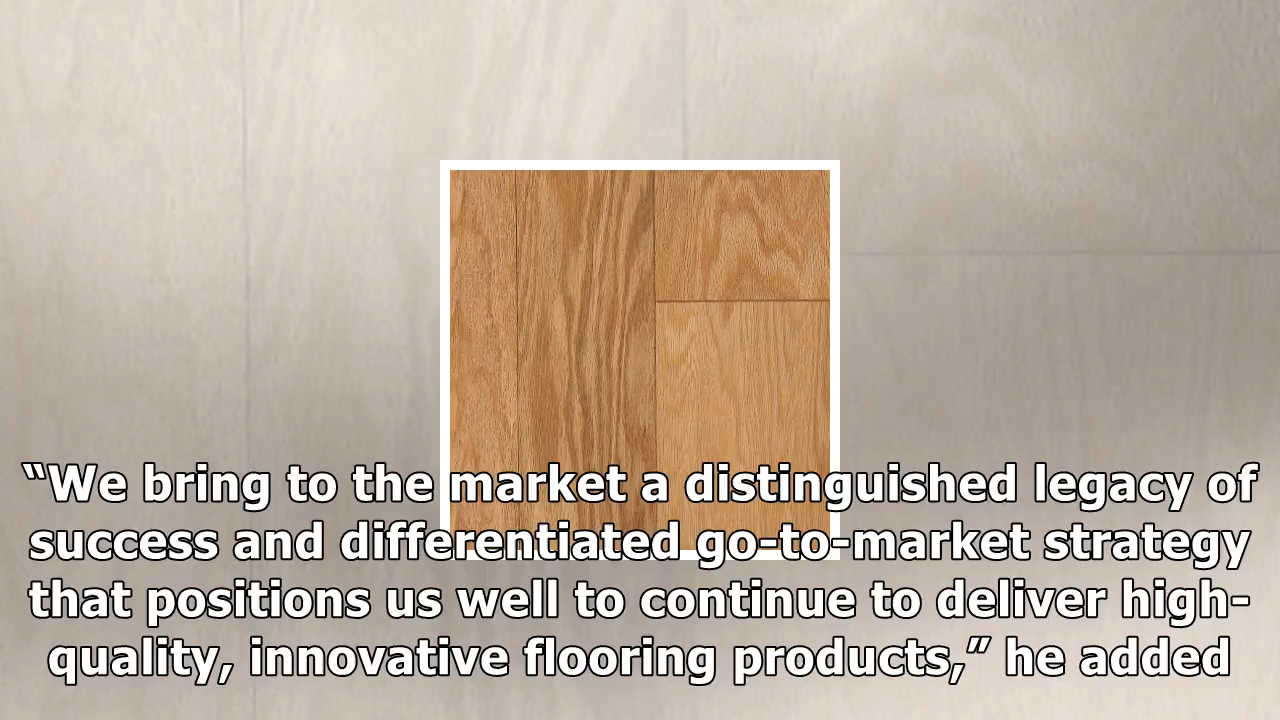 “We bring to the market a distinguished legacy of
success and differentiated go-to-market strategy
that positions us well to continue to deliver high-
quality, innovative flooring products,” he added